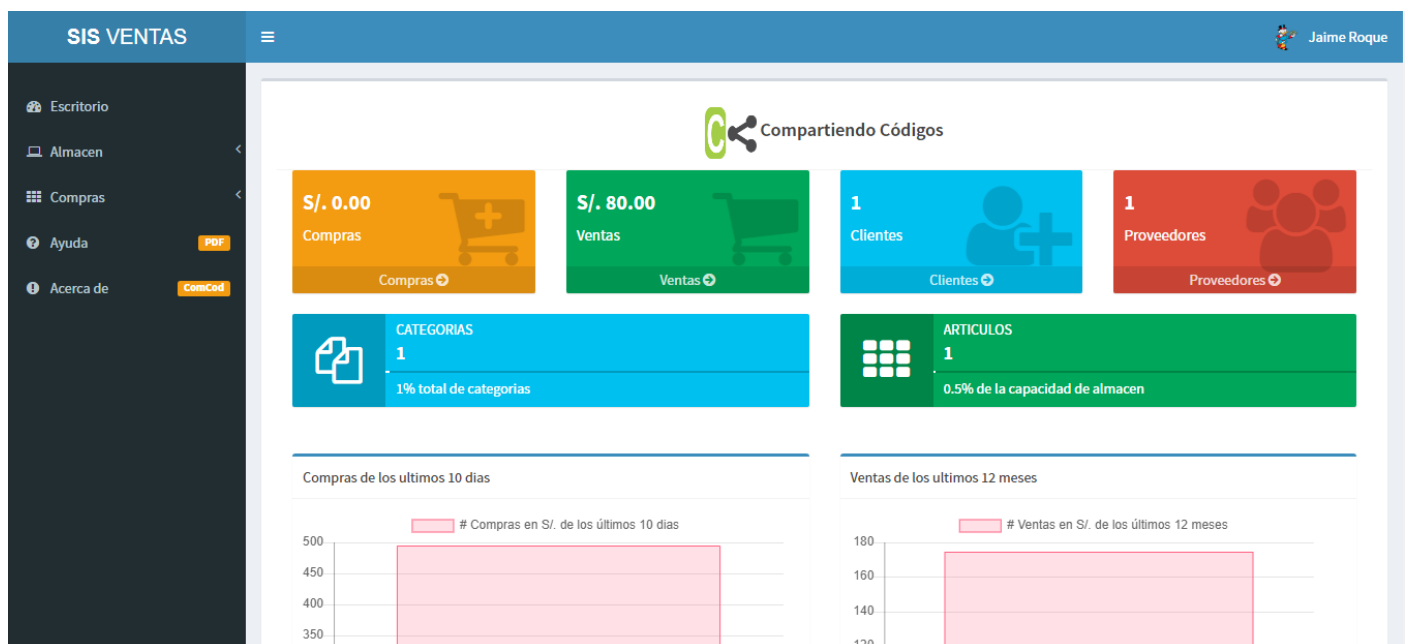 SIS VENTAS
Jaime Roque
Escritorio
Almacen
Compras
Ayuda PDF
Acerca de ComCod
C Compartiendo Códigos
S/. 0.00
Compras
Compras
S/. 80.00
Ventas
Ventas
1
Clientes
Clientes
1
Proveedores
Proveedores
CATEGORIAS
1
1% total de categorias
ARTICULOS
1
0.5% de la capacidad de almacen
Compras de los ultimos 10 dias
# Compras en S/. de los últimos 10 dias
500
450
400
350
Ventas de los ultimos 12 meses
# Ventas en S/. de los últimos 12 meses
180
160
140
120